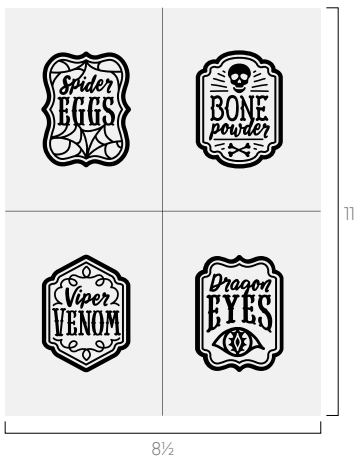 Spider
EGGS
BONE
powder
Viper
VENOM
Dragon
EYES
11
8½